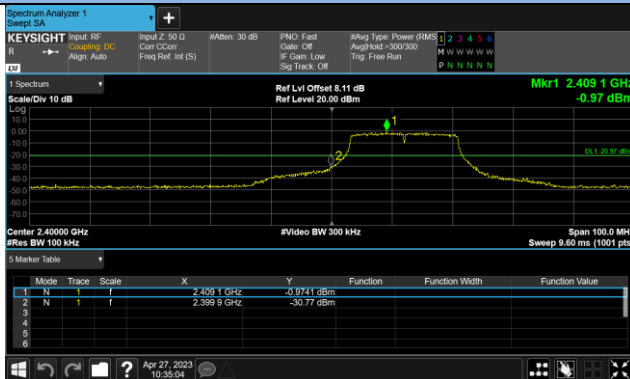 Spectrum Analyzer 1
Swept SA
KEYSIGHT Input: RF Input Z: 50 Ω #Atten: 30 dB PNO: Fast #Avg Type: Power (RMS 1 2 3 4 5 6
R Coupling: DC Corr CCorr Gate: Off Avg|Hold:>300/300 M W W W W W
Align: Auto Freq Ref: Int (S) IF Gain: Low Trig: Free Run
Sig Track: Off P N N N N N
LXI
1 Spectrum Ref Lvl Offset 8.11 dB Mkr1 2.409 1 GHz
Scale/Div 10 dB Ref Level 20.00 dBm -0.97 dBm
Log
10.0
0.00
-10.0
-20.0
-30.0
-40.0
-50.0
-60.0
-70.0
1
2
DL1 -20.97 dBm
Center 2.40000 GHz #Video BW 300 kHz Span 100.0 MHz
#Res BW 100 kHz Sweep 9.60 ms (1001 pts)
5 Marker Table
Mode Trace Scale X Y Function Function Width Function Value
1 N 1 f 2.409 1 GHz -0.9741 dBm
2 N 1 f 2.399 9 GHz -30.77 dBm
3
4
5
6
? Apr 27, 2023
10:35:04